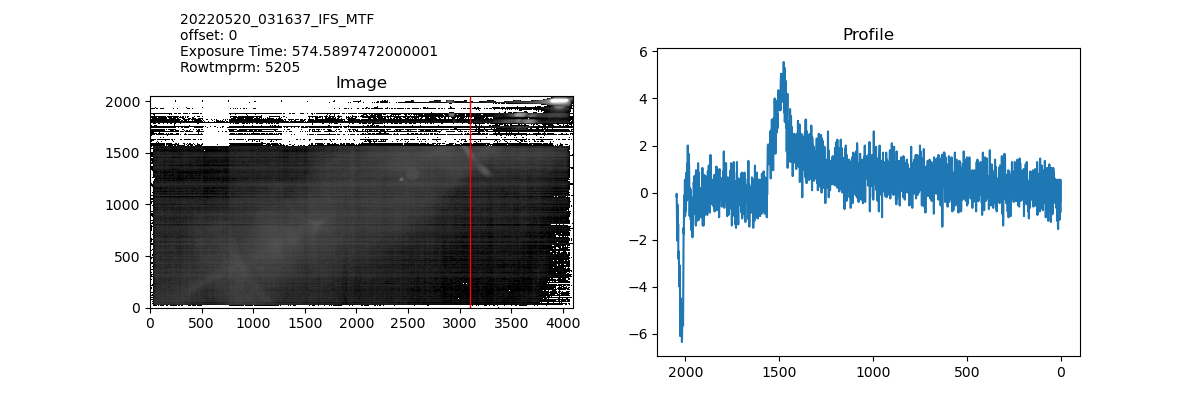 20220520_031637_IFS_MTF
offset: 0
Exposure Time: 574.5897472000001
Rowtmprm: 5205
Image
2000
1500
1000
500
0
0 500 1000 1500 2000 2500 3000 3500 4000
Profile
6
4
2
0
−2
−4
−6
2000 1500 1000 500 0